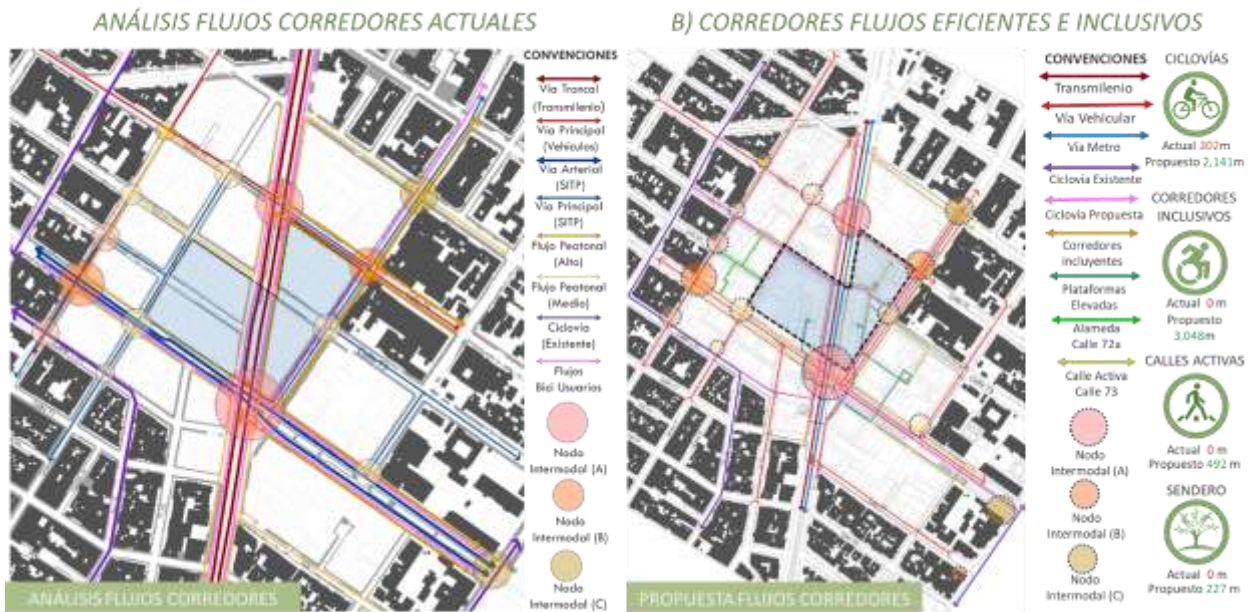 ANÁLISIS FLUJOS CORREDORES ACTUALES
CONVENCIONES
Vía Troncal
(Transmilenio)
Vía Principal
(Vehículos)
Vía Arterial
(SITP)
Vía Principal
(SITP)
Flujo Peatonal
(Alto)
Flujo Peatonal
(Medio)
Ciclovía
(Existente)
Flujos
Bici Usuarios
Nodo
Intermodal (A)
Nodo
Intermodal (B)
Nodo
Intermodal (C)
ANÁLISIS FLUJOS CORREDORES
B) CORREDORES FLUJOS EFICIENTES E INCLUSIVOS
CONVENCIONES
Transmilenio
Vía Vehicular
Vía Metro
Ciclovia Existente
Ciclovia Propuesta
Corredores
incluyentes
Plataformas
Elevadas
Alameda
Calle 72a
Calle Activa
Calle 73
Nodo
Intermodal (A)
Nodo
Intermodal (B)
Nodo
Intermodal (C)
CICLOVÍAS
Actual 302m
Propuesto 2,141m
CORREDORES
INCLUSIVOS
Actual 0 m
Propuesto
3,048m
CALLES ACTIVAS
Actual 0 m
Propuesto 492 m
SENDERO
Actual 0 m
Propuesto 227 m
PROPUESTA FLUJOS CORREDORES